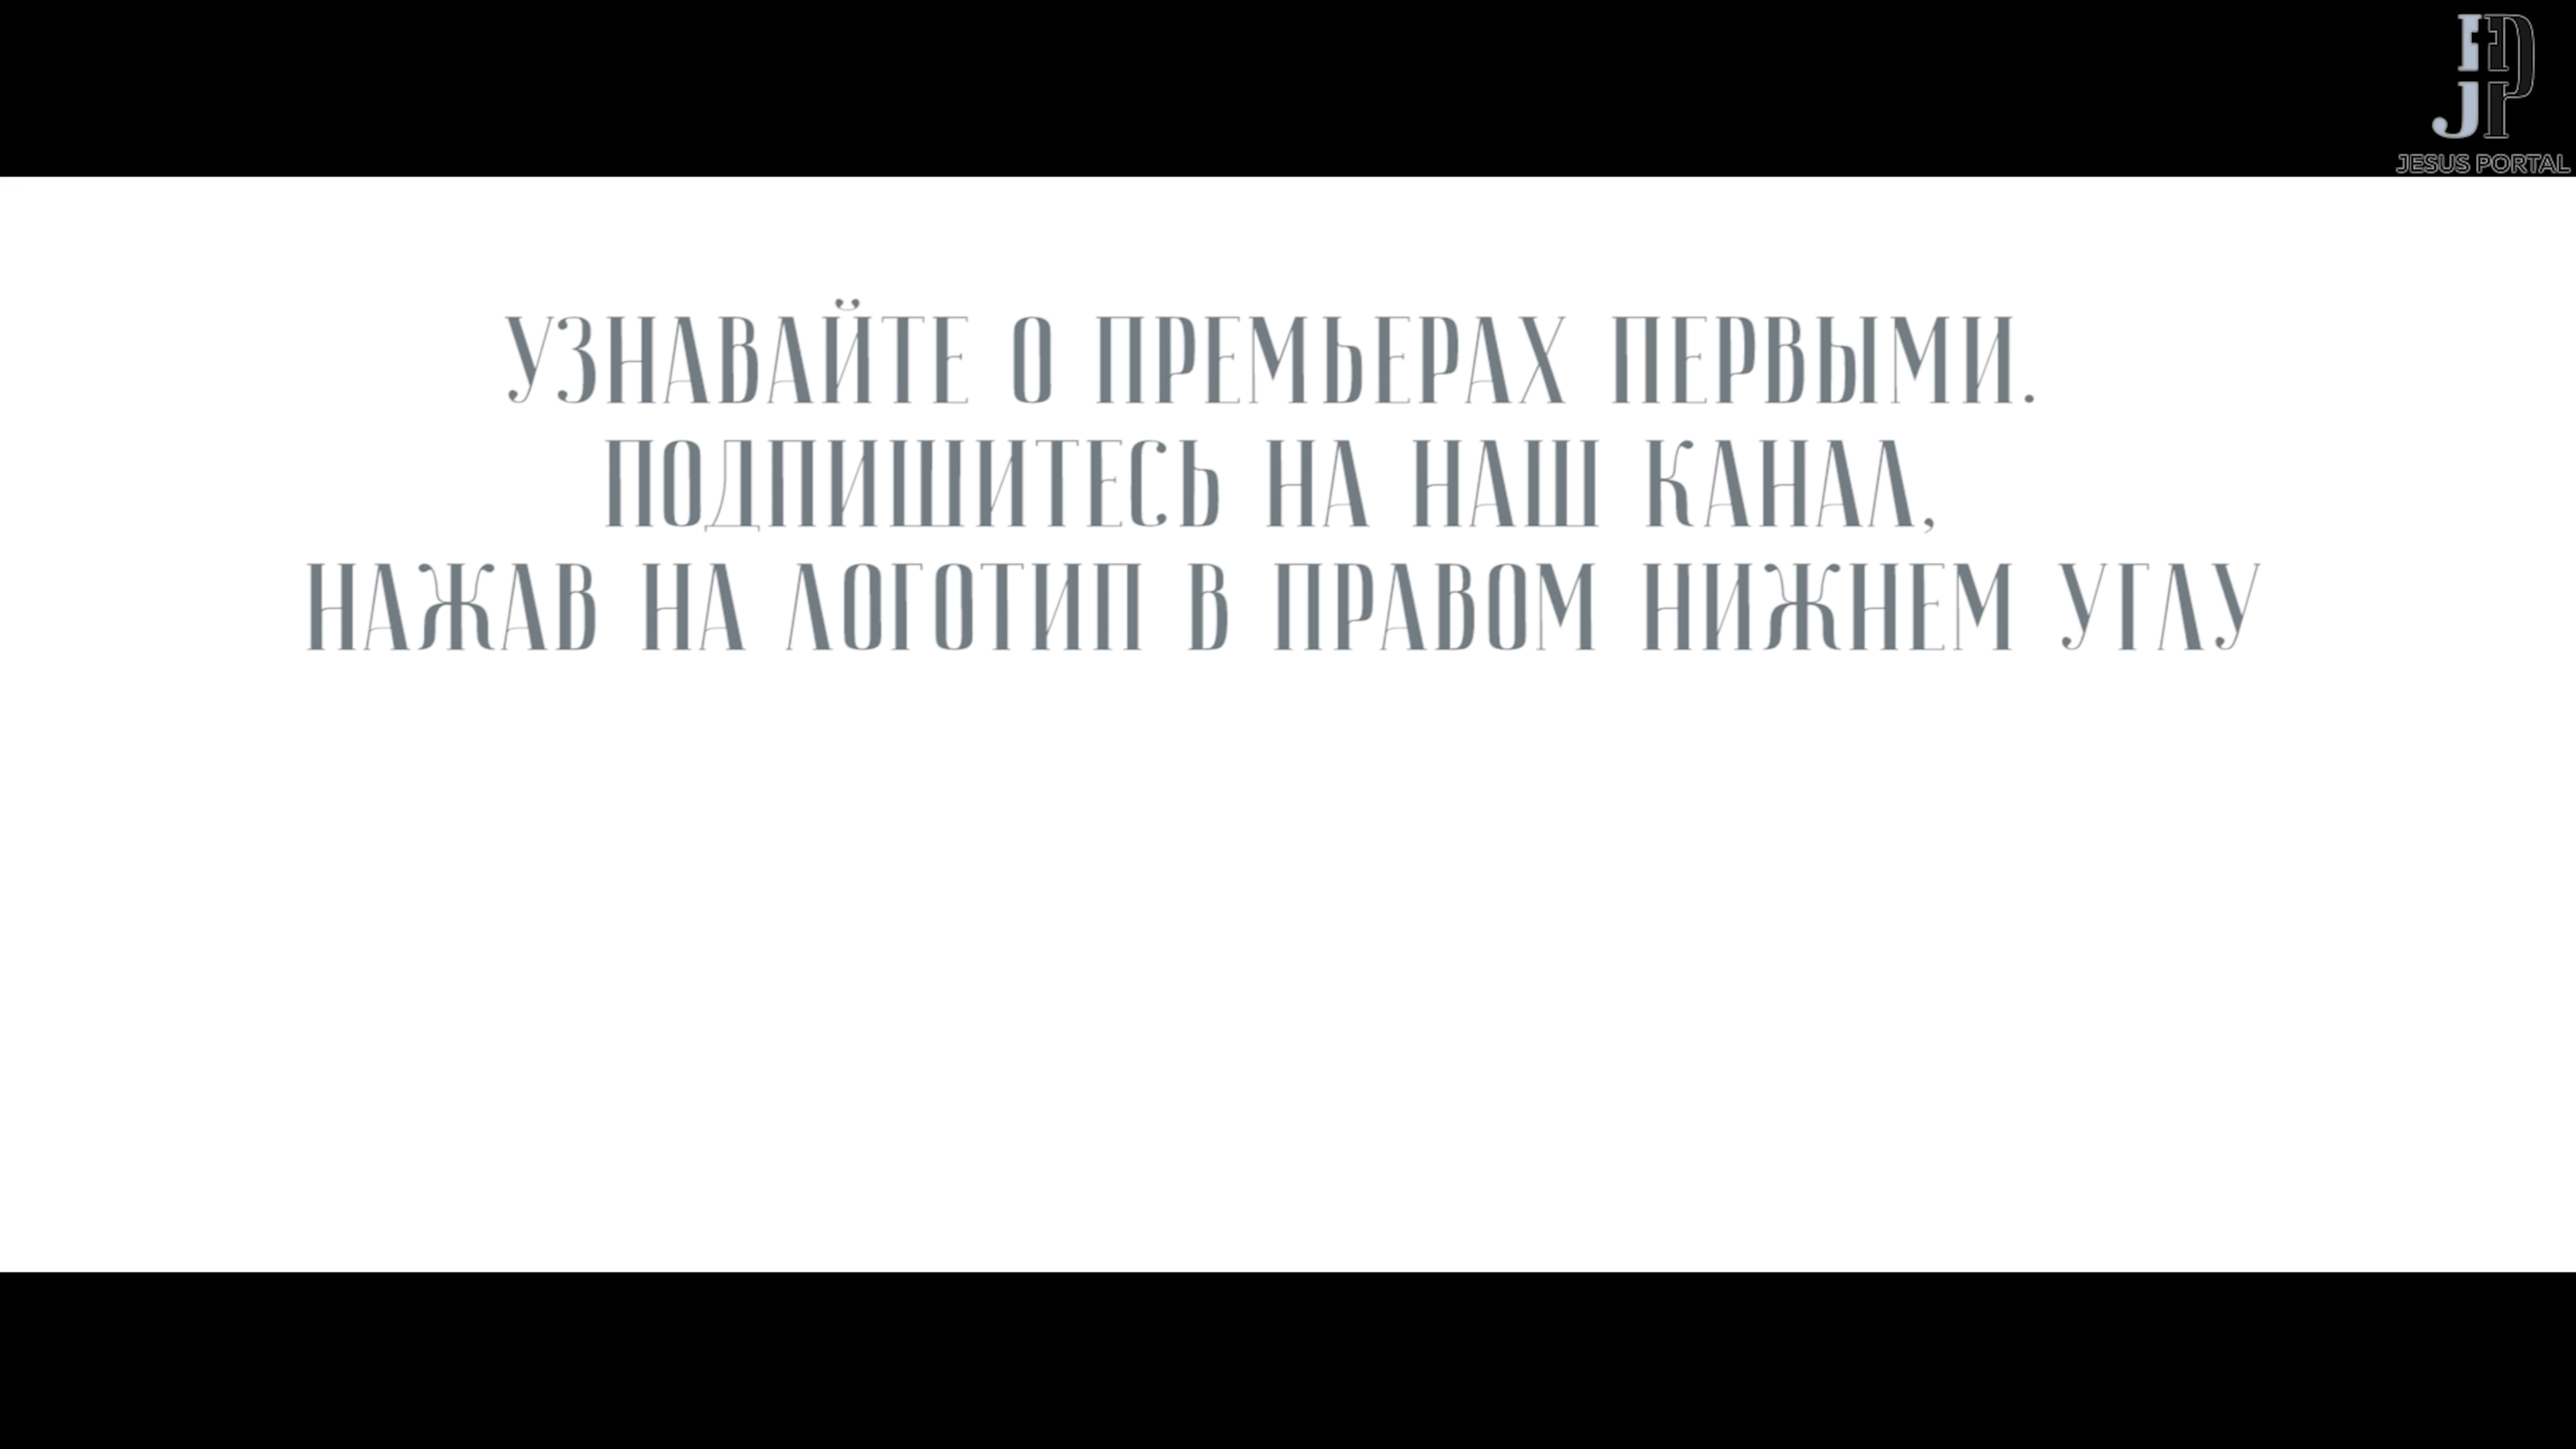 JESUS PORTAL
УЗНАВАЙТЕ О ПРЕМЬЕРАХ ПЕРВЫМИ.
ПОДПИШИТЕСЬ НА НАШ КАНАЛ,
НАЖАВ НА ЛОГОТИП В ПРАВОМ НИЖНЕМ УГЛУ